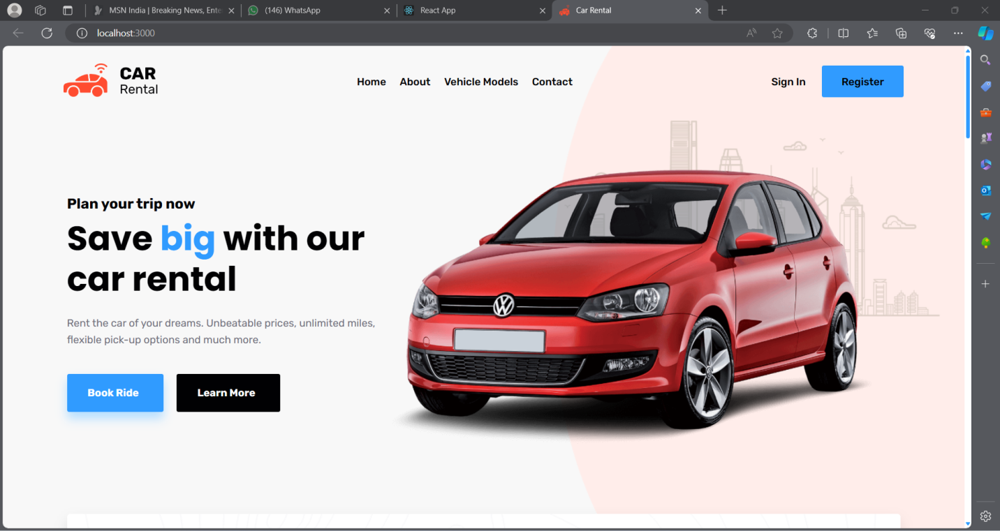 MSN India | Breaking News, Ente
(146) WhatsApp
React App
Car Rental
localhost:3000
CAR
Rental
Home
About
Vehicle Models
Contact
Sign In
Register
Plan your trip now
Save big with our
car rental
Rent the car of your dreams. Unbeatable prices, unlimited miles,
flexible pick-up options and much more.
Book Ride
Learn More